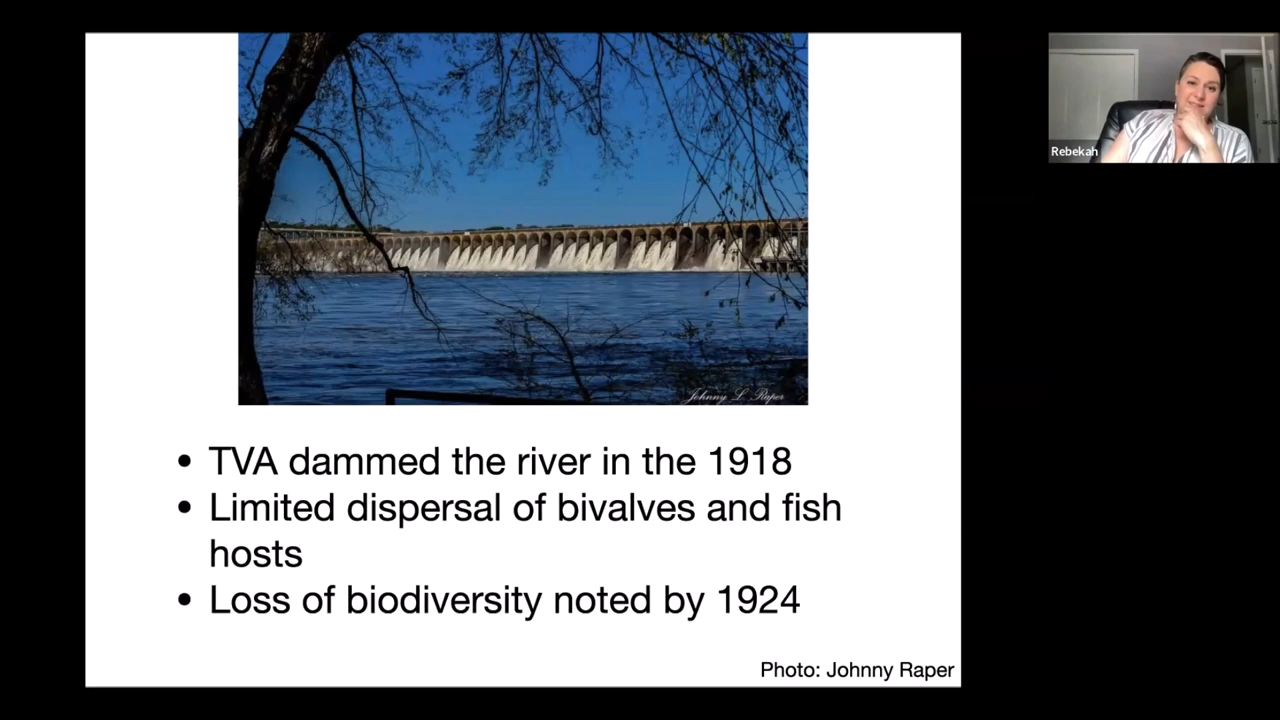 Rebekah
Johnny L Raper
• TVA dammed the river in the 1918
• Limited dispersal of bivalves and fish
hosts
• Loss of biodiversity noted by 1924
Photo: Johnny Raper